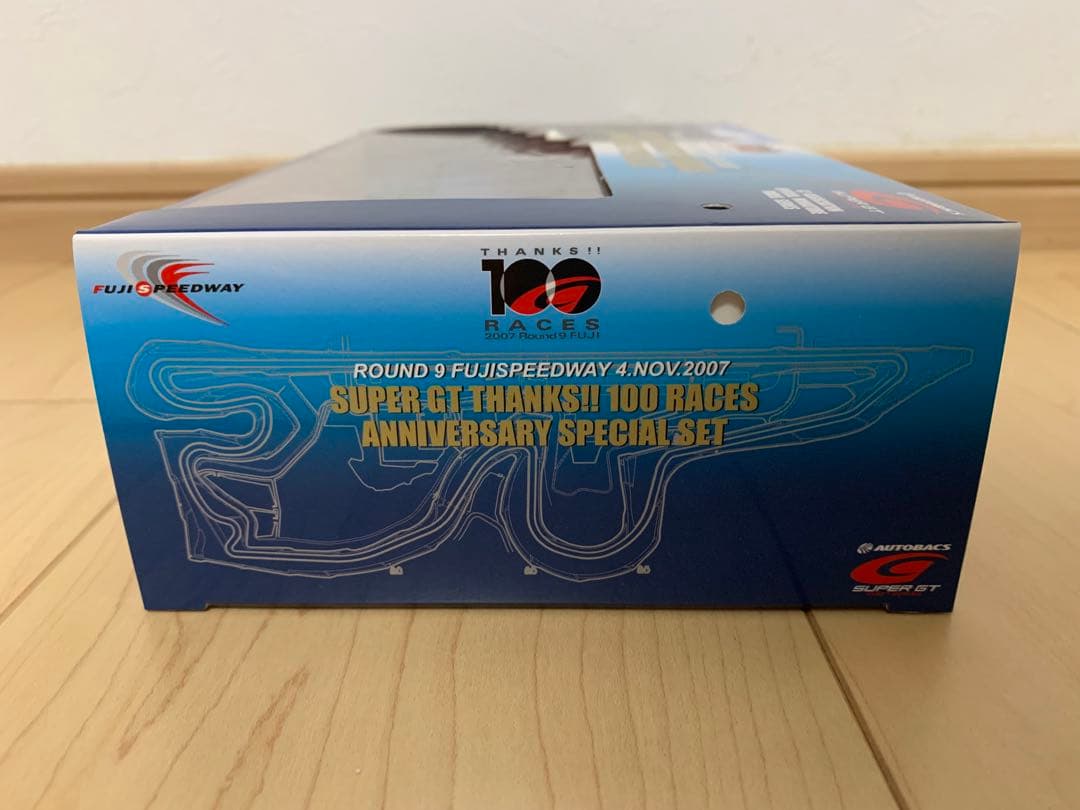 FUJI SPEEDWAY
THANKS!!
100
RACES
2007 Round 9 FUJI
ROUND 9 FUJISPEEDWAY 4.NOV.2007
SUPER GT THANKS!! 100 RACES
ANNIVERSARY SPECIAL SET
AUTOBACS
SUPER GT